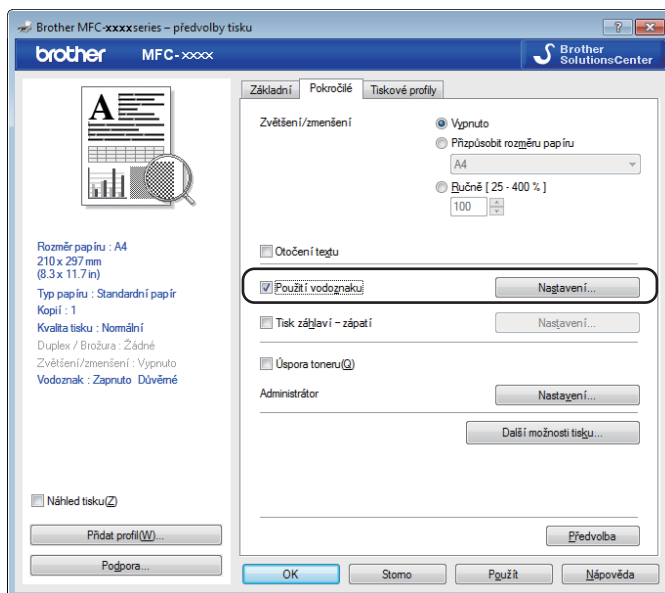 Brother MFC-xxxx series – předvolby tisku
brother MFC-xxxx
Brother
SolutionsCenter
Základní Pokročilé Tiskové profily
Zvětšení/zmenšení
Vypnuto
Přizpůsobit rozměru papíru
A4
Ručně [ 25 - 400 % ]
100
A
Rozměr papíru : A4
210 x 297 mm
(8.3 x 11.7 in)
Typ papíru : Standardní papír
Kopií : 1
Kvalita tisku : Normální
Duplex / Brožura : Žádné
Zvětšení/zmenšení : Vypnuto
Vodoznak : Zapnuto Důvěrné
Otočení textu
Použití vodoznaku Nastavení...
Tisk záhlaví – zápatí Nastavení...
Úspora toneru(Q)
Administrátor Nastavení...
Další možnosti tisku...
Náhled tisku(Z)
Přidat profil(W)...
Podpora...
Předvolba
OK Storno Použít Nápověda